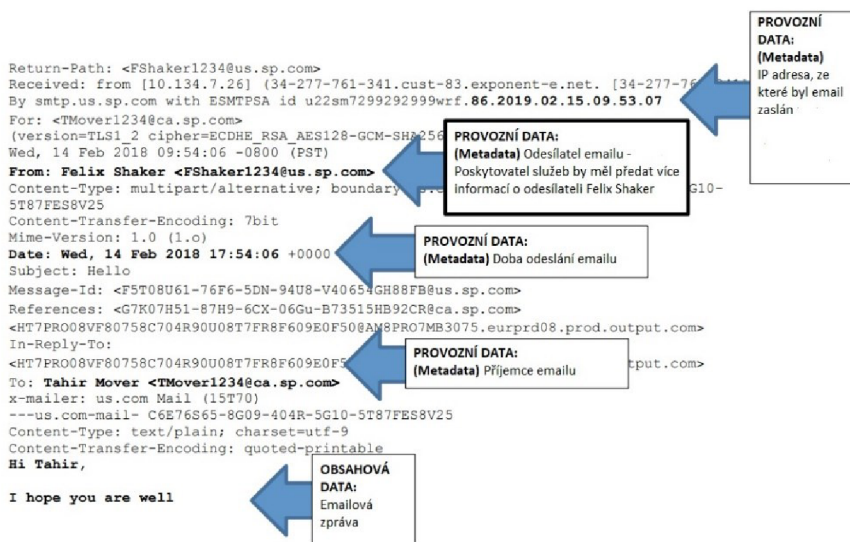 PROVOZNÍ
DATA:
(Metadata)
IP adresa, ze
které byl email
zaslán
Return-Path: <FShaker1234@us.sp.com>
Received: from [10.134.7.26] (34-277-761-341.cust-83.exponent-e.net. [34-277-76
By smtp.us.sp.com with ESMTPSA id u22sm7299292999wrf.86.2019.02.15.09.53.07
For: <TMover1234@ca.sp.com>
(version=TLS1_2 cipher=ECDHE_RSA_AES128-GCM-SHA256
Wed, 14 Feb 2018 09:54:06 -0800 (PST)
PROVOZNÍ DATA:
(Metadata) Odesílatel emailu -
Poskytovatel služeb by měl předat více
informací o odesílateli Felix Shaker
From: Felix Shaker <FShaker1234@us.sp.com>
Content-Type: multipart/alternative; boundary G10-
5T87FES8V25
Content-Transfer-Encoding: 7bit
Mime-Version: 1.0 (1.o)
Date: Wed, 14 Feb 2018 17:54:06 +0000
PROVOZNÍ DATA:
(Metadata) Doba odeslání emailu
Subject: Hello
Message-Id: <F5T08U61-76F6-5DN-94U8-V40654GH88FB@us.sp.com>
References: <G7K07H51-87H9-6CX-06Gu-B73515HB92CR@ca.sp.com>
<HT7PRO08VF80758C704R90U08T7FR8F609E0F50@AM8PRO7MB3075.eurprd08.prod.output.com>
In-Reply-To:
<HT7PRO08VF80758C704R90U08T7FR8F609E0F5 tput.com>
PROVOZNÍ DATA:
(Metadata) Příjemce emailu
To: Tahir Mover <TMover1234@ca.sp.com>
x-mailer: us.com Mail (15T70)
---us.com-mail- C6E76S65-8G09-404R-5G10-5T87FES8V25
Content-Type: text/plain; charset=utf-9
Content-Transfer-Encoding: quoted-printable
Hi Tahir,
I hope you are well
OBSAHOVÁ
DATA:
Emailová
zpráva